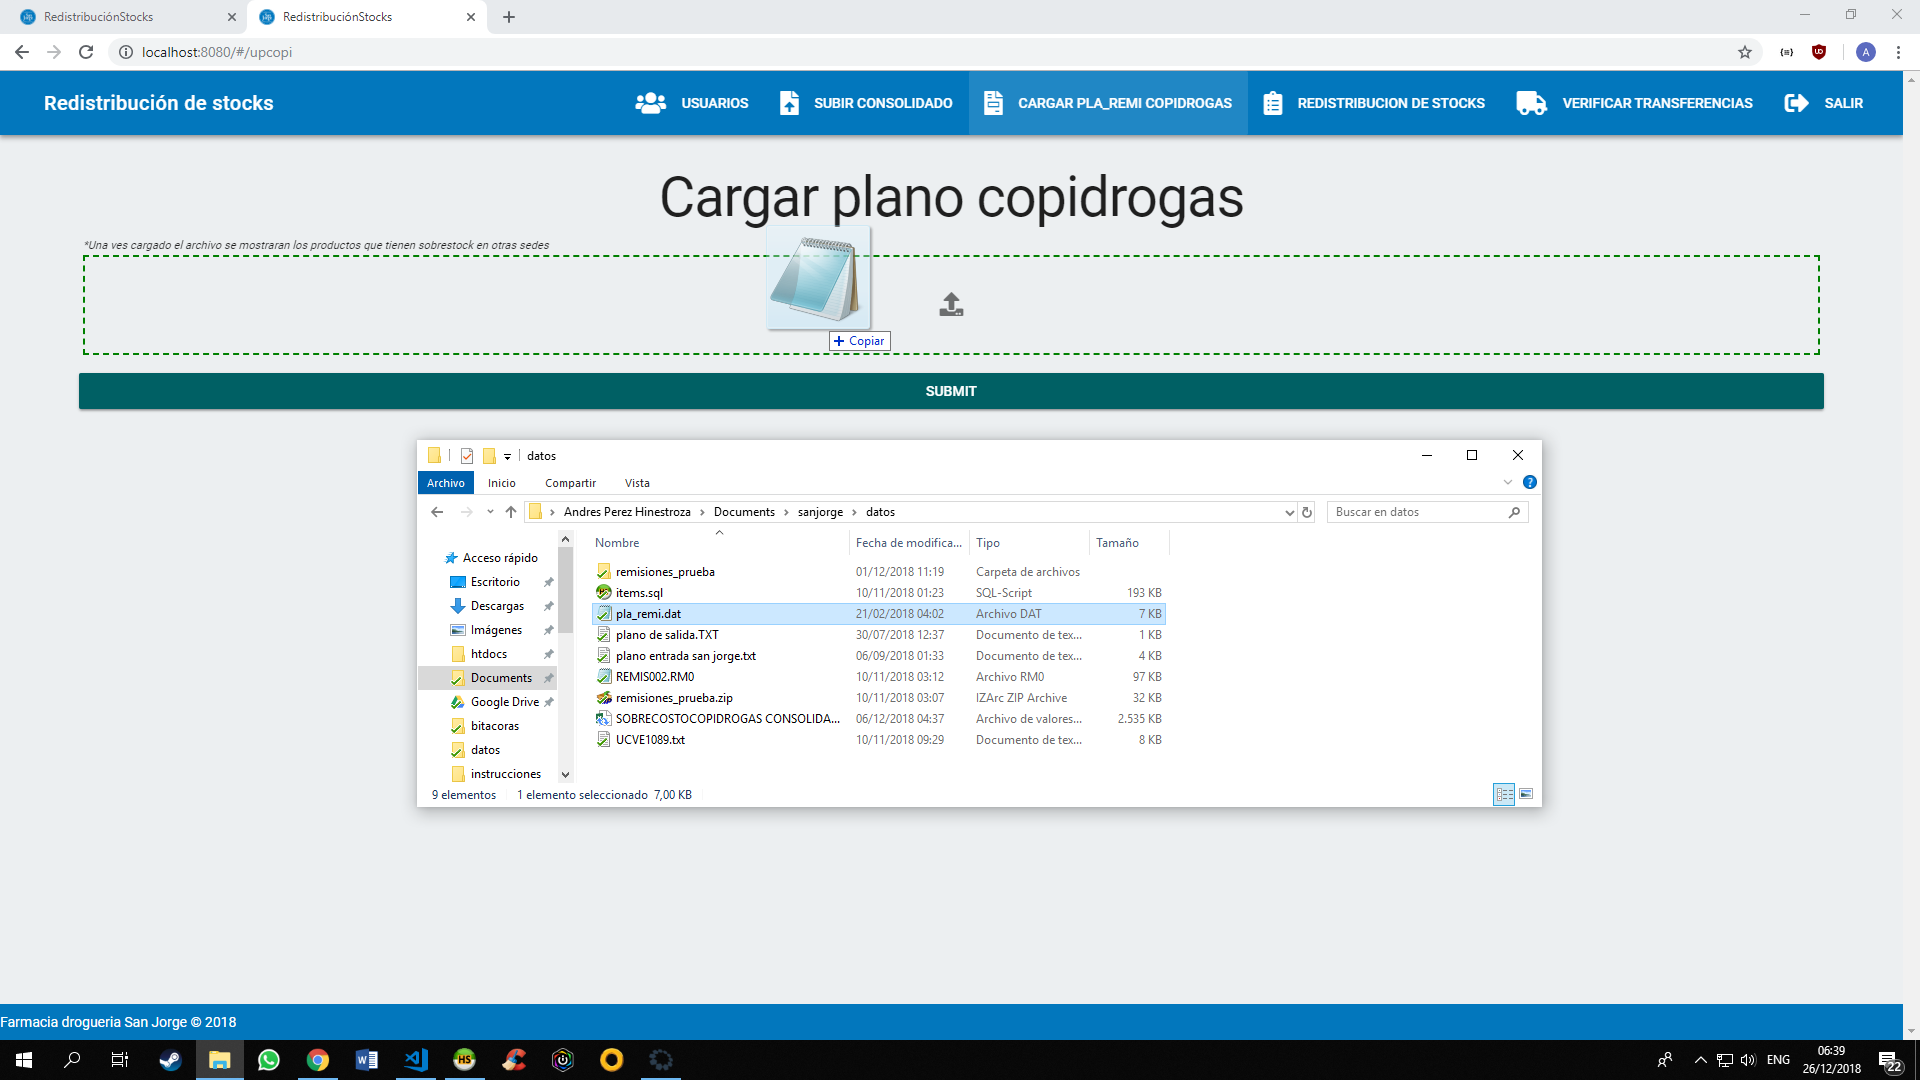 RedistribuciónStocks
RedistribuciónStocks
localhost:8080/#/upcopi
A
Redistribución de stocks
USUARIOS
SUBIR CONSOLIDADO
CARGAR PLA_REMI COPIDROGAS
REDISTRIBUCION DE STOCKS
VERIFICAR TRANSFERENCIAS
SALIR
Cargar plano copidrogas
*Una ves cargado el archivo se mostraran los productos que tienen sobrestock en otras sedes
+ Copiar
SUBMIT
datos
Archivo Inicio Compartir Vista
Andres Perez Hinestroza > Documents > sanjorge > datos
Buscar en datos
Nombre Fecha de modifica... Tipo Tamaño
Acceso rápido
Escritorio
Descargas
Imágenes
htdocs
Documents
Google Drive
bitacoras
datos
instrucciones
remisiones_prueba 01/12/2018 11:19 Carpeta de archivos
items.sql 10/11/2018 01:23 SQL-Script 193 KB
pla_remi.dat 21/02/2018 04:02 Archivo DAT 7 KB
plano de salida.TXT 30/07/2018 12:37 Documento de tex... 1 KB
plano entrada san jorge.txt 06/09/2018 01:33 Documento de tex... 4 KB
REMIS002.RM0 10/11/2018 03:12 Archivo RM0 97 KB
remisiones_prueba.zip 10/11/2018 03:07 IZArc ZIP Archive 32 KB
SOBRECOSTOCOPIDROGAS CONSOLIDA... 06/12/2018 04:37 Archivo de valores... 2.535 KB
UCVE1089.txt 10/11/2018 09:29 Documento de tex... 8 KB
9 elementos 1 elemento seleccionado 7,00 KB
Farmacia drogueria San Jorge © 2018
HS
ENG
06:39
26/12/2018
22